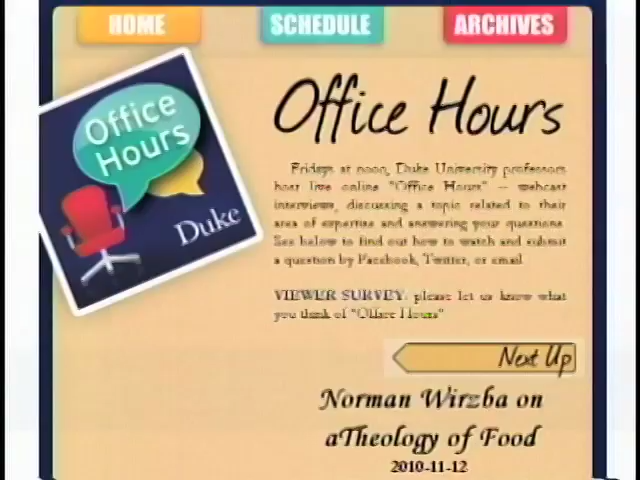 HOME SCHEDULE ARCHIVES
Office
Hours
Duke
Office Hours
Fridays at noon, Duke University professors
host live online "Office Hours" -- webcast
interviews, discussing a topic related to their
area of expertise and answering your questions.
See below to find out how to watch and submit
a question by Facebook, Twitter, or email.
VIEWER SURVEY: please let us know what
you think of "Office Hours"
Next Up
Norman Wirzba on
aTheology of Food
2010-11-12